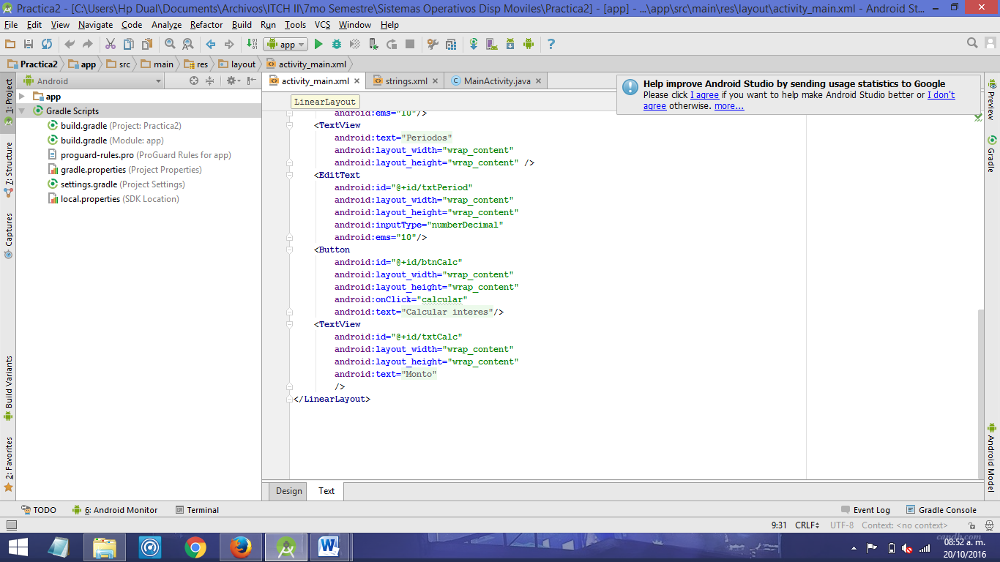 Practica2 - [C:\Users\Hp Dual\Documents\Archivos\ITCH II\7mo Semestre\Sistemas Operativos Disp Moviles\Practica2] - [app] - ...\app\src\main\res\layout\activity_main.xml - Android St...
File Edit View Navigate Code Analyze Refactor Build Run Tools VCS Window Help
app
Practica2 app src main res layout activity_main.xml
Android
activity_main.xml strings.xml MainActivity.java
Help improve Android Studio by sending usage statistics to Google
Please click I agree if you want to help make Android Studio better or I don't
agree otherwise. more...
1: Project
7: Structure
Captures
Build Variants
2: Favorites
app
Gradle Scripts
build.gradle (Project: Practica2)
build.gradle (Module: app)
proguard-rules.pro (ProGuard Rules for app)
gradle.properties (Project Properties)
settings.gradle (Project Settings)
local.properties (SDK Location)
LinearLayout
android:ems="10"/>
<TextView
android:text="Periodos"
android:layout_width="wrap_content"
android:layout_height="wrap_content" />
<EditText
android:id="@+id/txtPeriod"
android:layout_width="wrap_content"
android:layout_height="wrap_content"
android:inputType="numberDecimal"
android:ems="10"/>
<Button
android:id="@+id/btnCalc"
android:layout_width="wrap_content"
android:layout_height="wrap_content"
android:onClick="calcular"
android:text="Calcular interes"/>
<TextView
android:id="@+id/txtCalc"
android:layout_width="wrap_content"
android:layout_height="wrap_content"
android:text="Monto"
/>
</LinearLayout>
Preview
Gradle
Android Model
Design Text
TODO 6: Android Monitor Terminal Event Log Gradle Console
9:31 CRLF UTF-8 Context: <no context>
candh.com
08:52 a. m.
20/10/2016